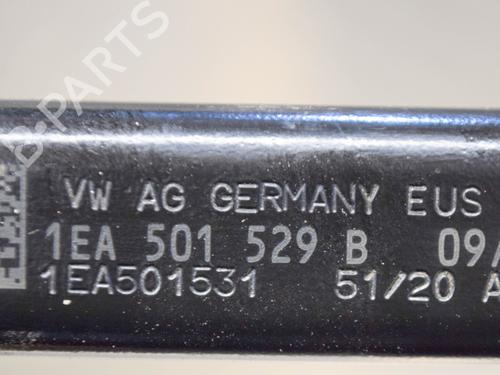 B-PARTS
VW AG GERMANY EUS
1EA 501 529 B 09/
1EA501531 51/20 A